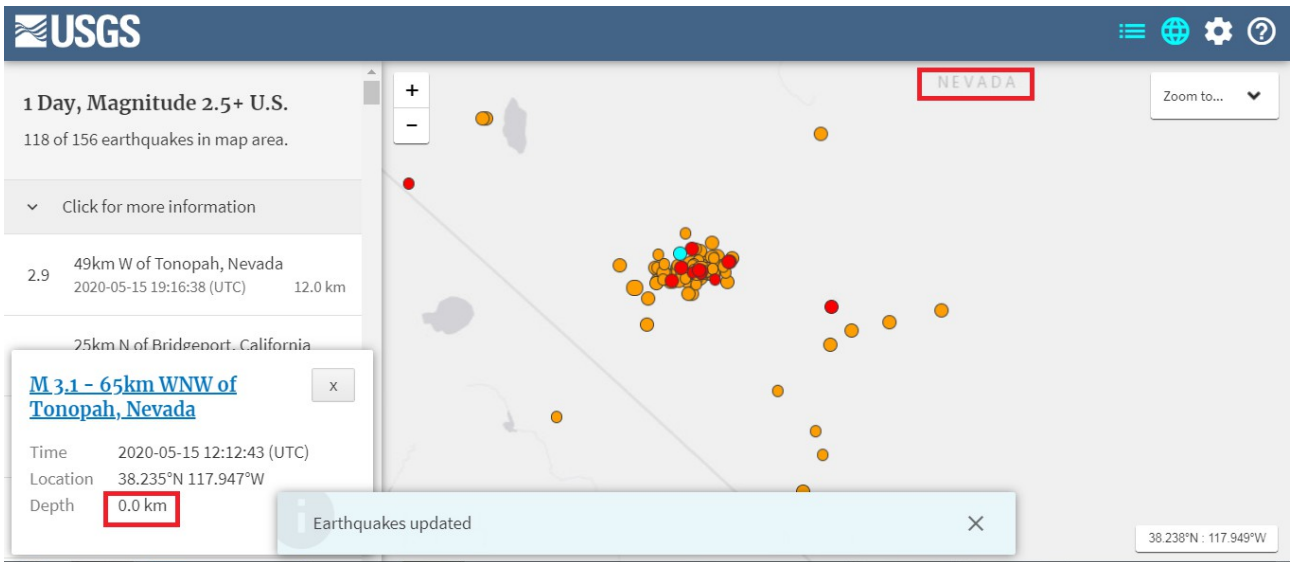 USGS
1 Day, Magnitude 2.5+ U.S.
118 of 156 earthquakes in map area.
Click for more information
2.9
49km W of Tonopah, Nevada
2020-05-15 19:16:38 (UTC) 12.0 km
25km N of Bridgeport, California
M 3.1 - 65km WNW of
Tonopah, Nevada
x
Time 2020-05-15 12:12:43 (UTC)
Location 38.235°N 117.947°W
Depth 0.0 km
+
−
NEVADA
Zoom to...
Earthquakes updated
38.238°N : 117.949°W